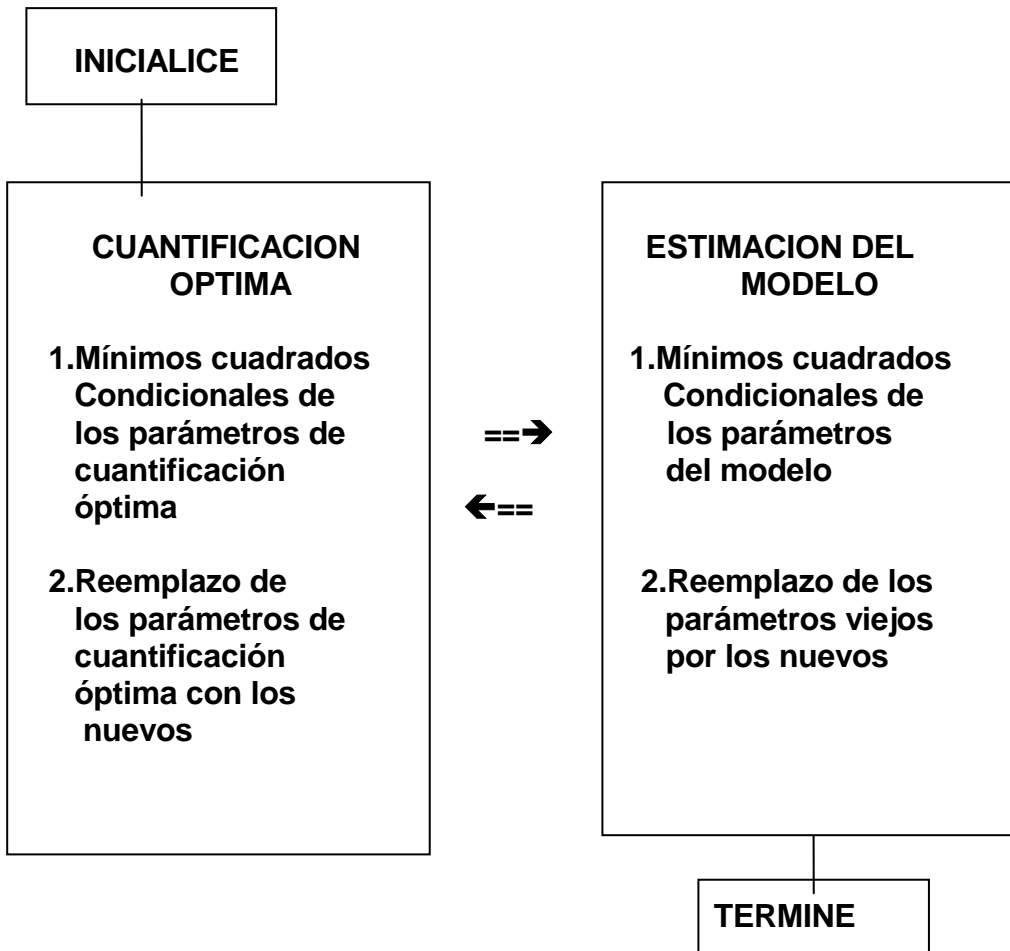 INICIALICE
CUANTIFICACION
OPTIMA
1.Mínimos cuadrados
Condicionales de
los parámetros de
cuantificación
óptima
2.Reemplazo de
los parámetros de
cuantificación
óptima con los
nuevos
==➔
🡸==
ESTIMACION DEL
MODELO
1.Mínimos cuadrados
Condicionales de
los parámetros
del modelo
2.Reemplazo de los
parámetros viejos
por los nuevos
TERMINE